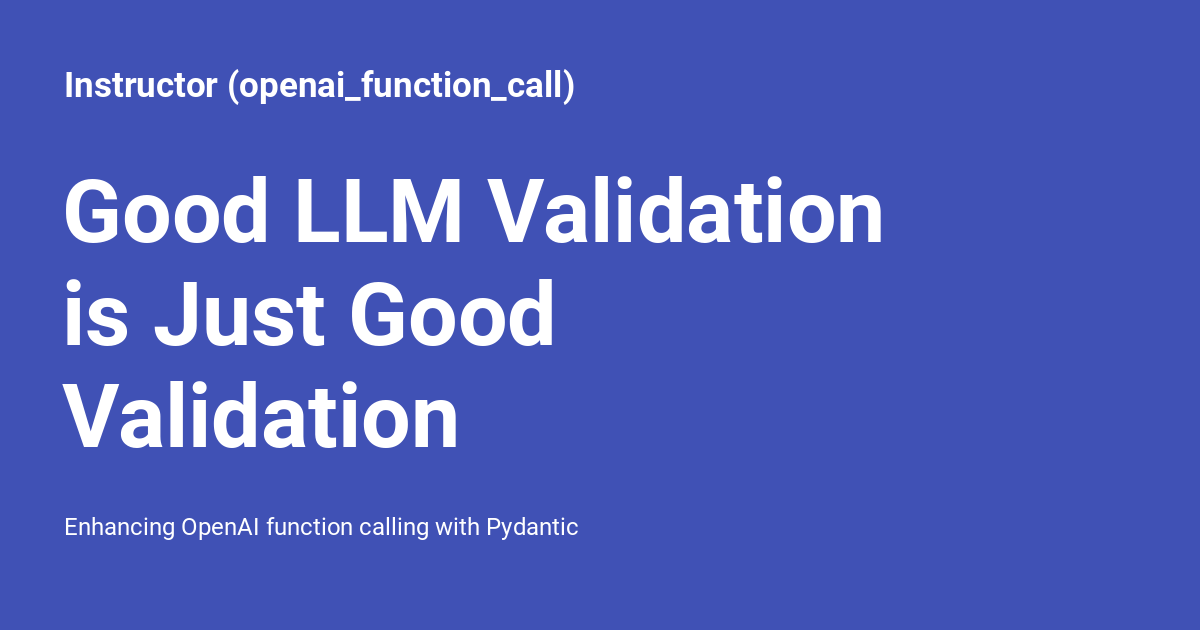 Instructor (openai_function_call)
Good LLM Validation
is Just Good
Validation
Enhancing OpenAI function calling with Pydantic